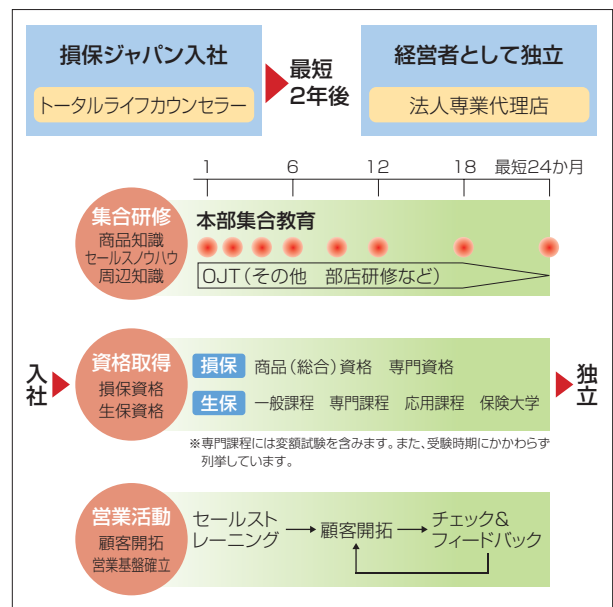 損保ジャパン入社
トータルライフカウンセラー
最短
2年後
経営者として独立
法人専業代理店
1 6 12 18 最短24か月
集合研修
商品知識
セールスノウハウ
周辺知識
本部集合教育
OJT(その他 部店研修など)
入社
資格取得
損保資格
生保資格
損保 商品(総合)資格 専門資格
生保 一般課程 専門課程 応用課程 保険大学
独立
※専門課程には変額試験を含みます。また、受験時期にかかわらず
列挙しています。
営業活動
顧客開拓
営業基盤確立
セールスト
レーニング
顧客開拓
チェック&
フィードバック